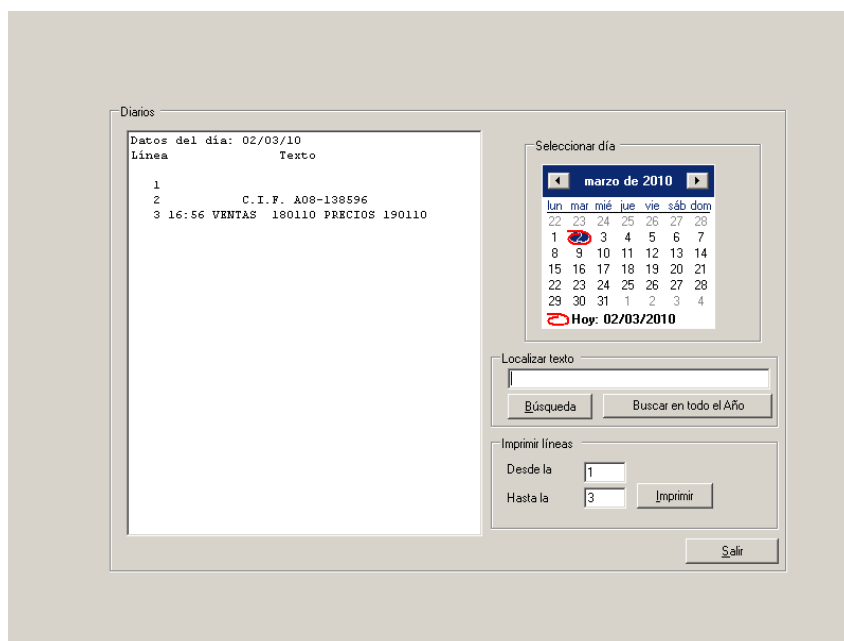 Diarios
Datos del día: 02/03/10
Línea Texto
1
2 C.I.F. A08-138596
3 16:56 VENTAS 180110 PRECIOS 190110
Seleccionar día
marzo de 2010
lun mar mié jue vie sáb dom
22 23 24 25 26 27 28
1 2 3 4 5 6 7
8 9 10 11 12 13 14
15 16 17 18 19 20 21
22 23 24 25 26 27 28
29 30 31 1 2 3 4
Hoy: 02/03/2010
Localizar texto
Búsqueda Buscar en todo el Año
Imprimir líneas
Desde la 1
Hasta la 3 Imprimir
Salir